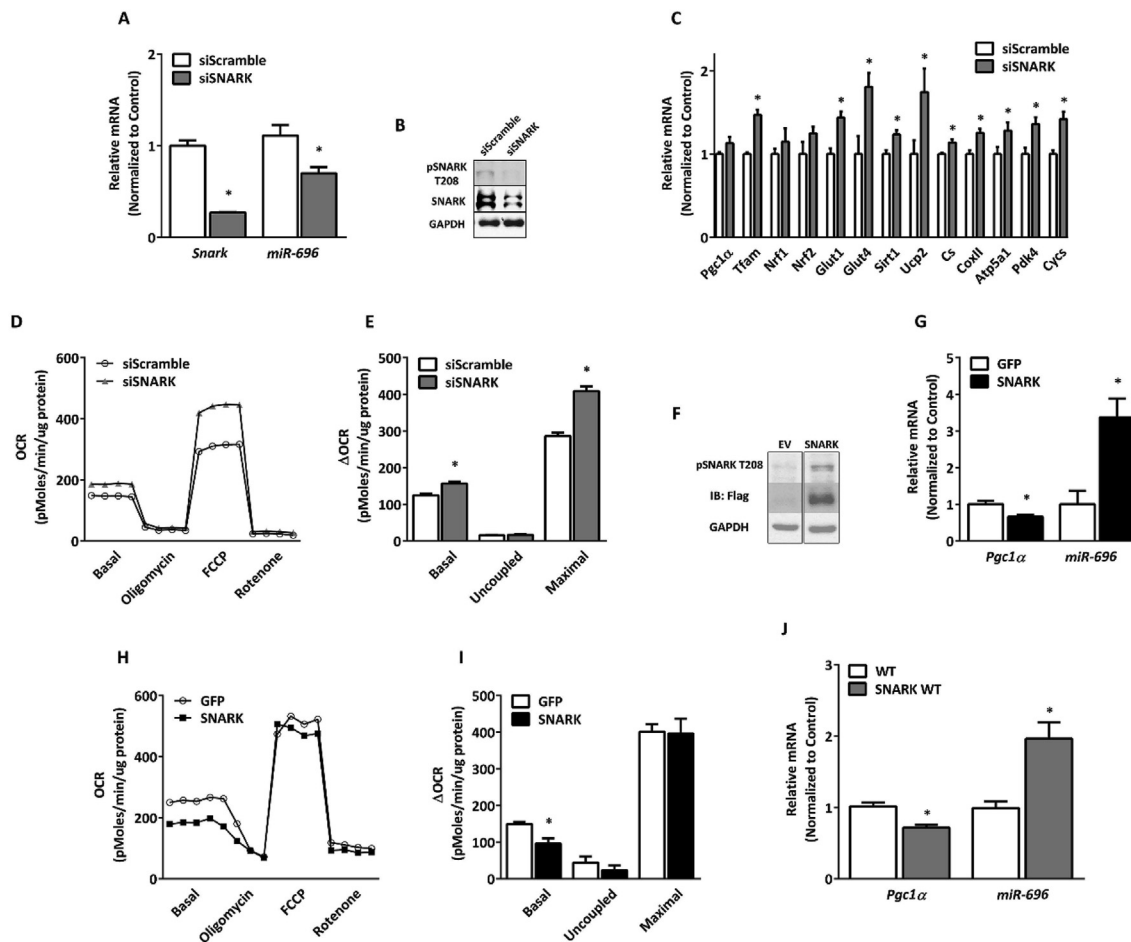 A
Relative mRNA
(Normalized to Control)
2
1
0
siScramble
siSNARK
*
*
Snark
miR-696
B
siScramble
siSNARK
pSNARK
T208
SNARK
GAPDH
C
Relative mRNA
(Normalized to Control)
2
1
0
siScramble
siSNARK
*
*
*
*
*
*
*
*
*
*
Pgc1α
Tfam
Nrf1
Nrf2
Glut1
Glut4
Sirt1
Ucp2
Cs
CoxII
Atp5a1
Pdk4
Cycs
D
OCR
(pMoles/min/ug protein)
600
400
200
0
siScramble
siSNARK
Basal
Oligomycin
FCCP
Rotenone
E
ΔOCR
(pMoles/min/ug protein)
500
400
300
200
100
0
siScramble
siSNARK
*
*
Basal
Uncoupled
Maximal
F
EV
SNARK
pSNARK T208
IB: Flag
GAPDH
G
Relative mRNA
(Normalized to Control)
5
4
3
2
1
0
GFP
SNARK
*
*
Pgc1α
miR-696
H
OCR
(pMoles/min/ug protein)
600
400
200
0
GFP
SNARK
Basal
Oligomycin
FCCP
Rotenone
I
ΔOCR
(pMoles/min/ug protein)
500
400
300
200
100
0
GFP
SNARK
*
Basal
Uncoupled
Maximal
J
Relative mRNA
(Normalized to Control)
3
2
1
0
WT
SNARK WT
*
*
Pgc1α
miR-696